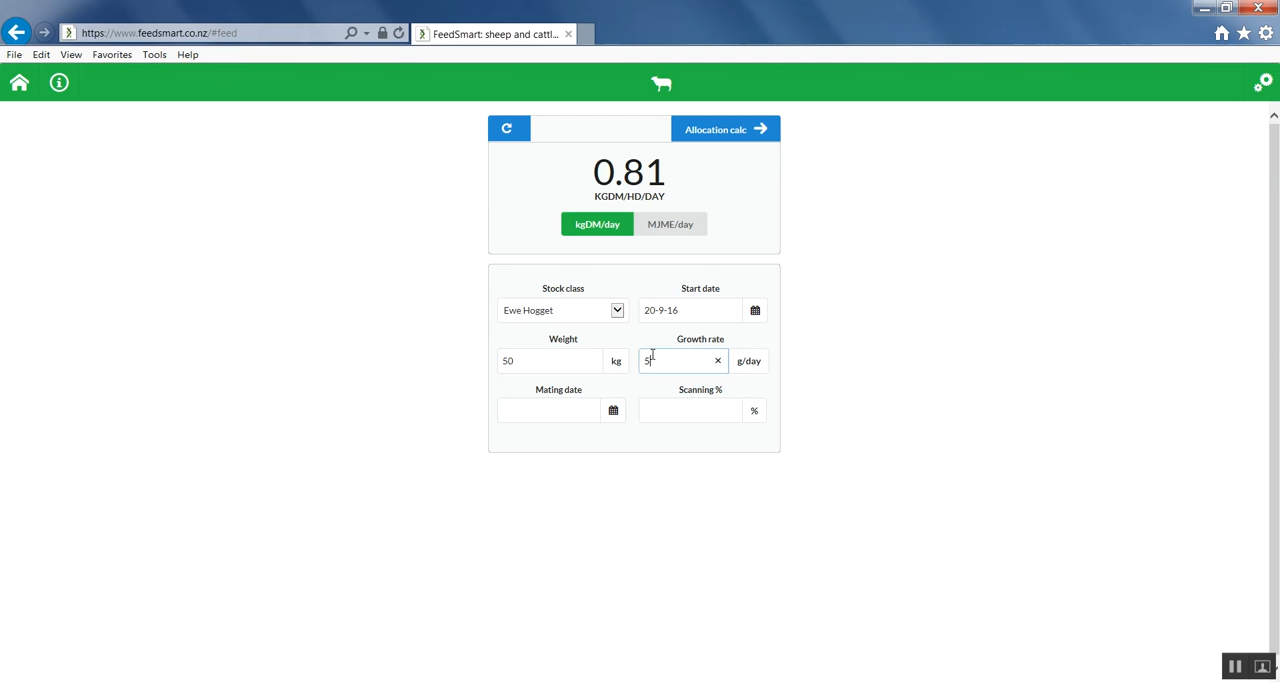 https://www.feedsmart.co.nz/#feed
FeedSmart: sheep and cattl...
File Edit View Favorites Tools Help
Allocation calc
0.81
KGDM/HD/DAY
kgDM/day MJME/day
Stock class Start date
Ewe Hogget 20-9-16
Weight Growth rate
50 kg 5 g/day
Mating date Scanning %
%